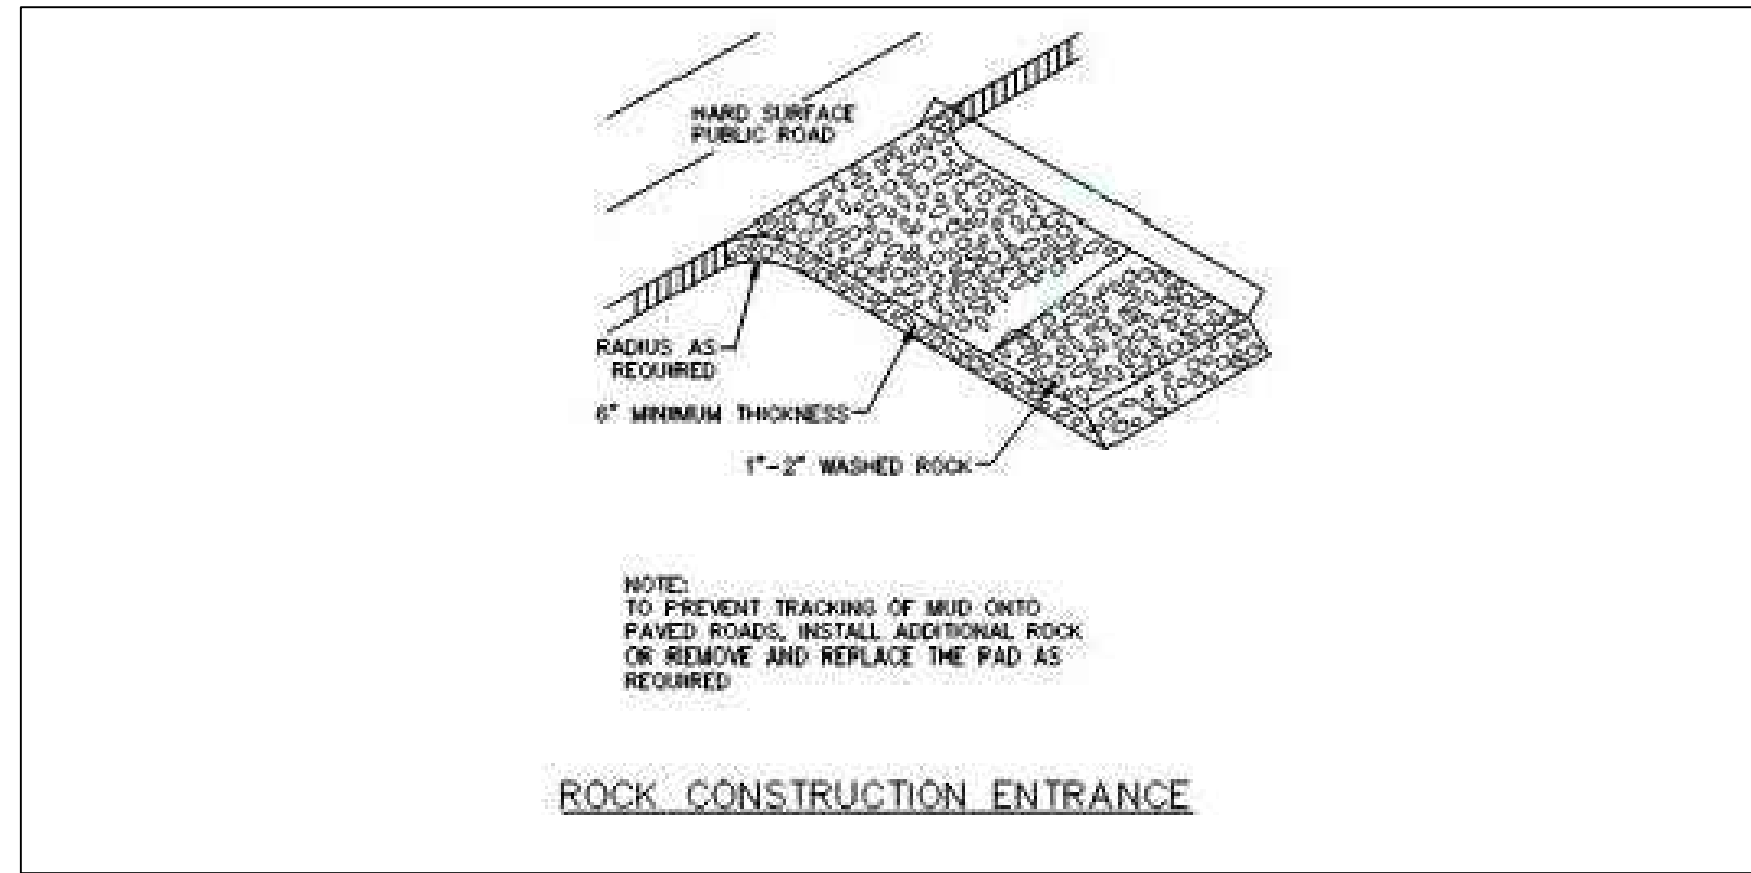 HARD SURFACE
PUBLIC ROAD
RADIUS AS
REQUIRED
6" MINIMUM THICKNESS
1"-2" WASHED ROCK
NOTE:
TO PREVENT TRACKING OF MUD ONTO
PAVED ROADS, INSTALL ADDITIONAL ROCK
OR REMOVE AND REPLACE THE PAD AS
REQUIRED
ROCK CONSTRUCTION ENTRANCE